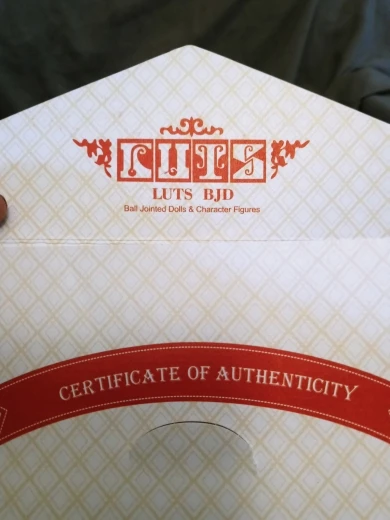 LUTS
LUTS BJD
Ball Jointed Dolls & Character Figures
CERTIFICATE OF AUTHENTICITY